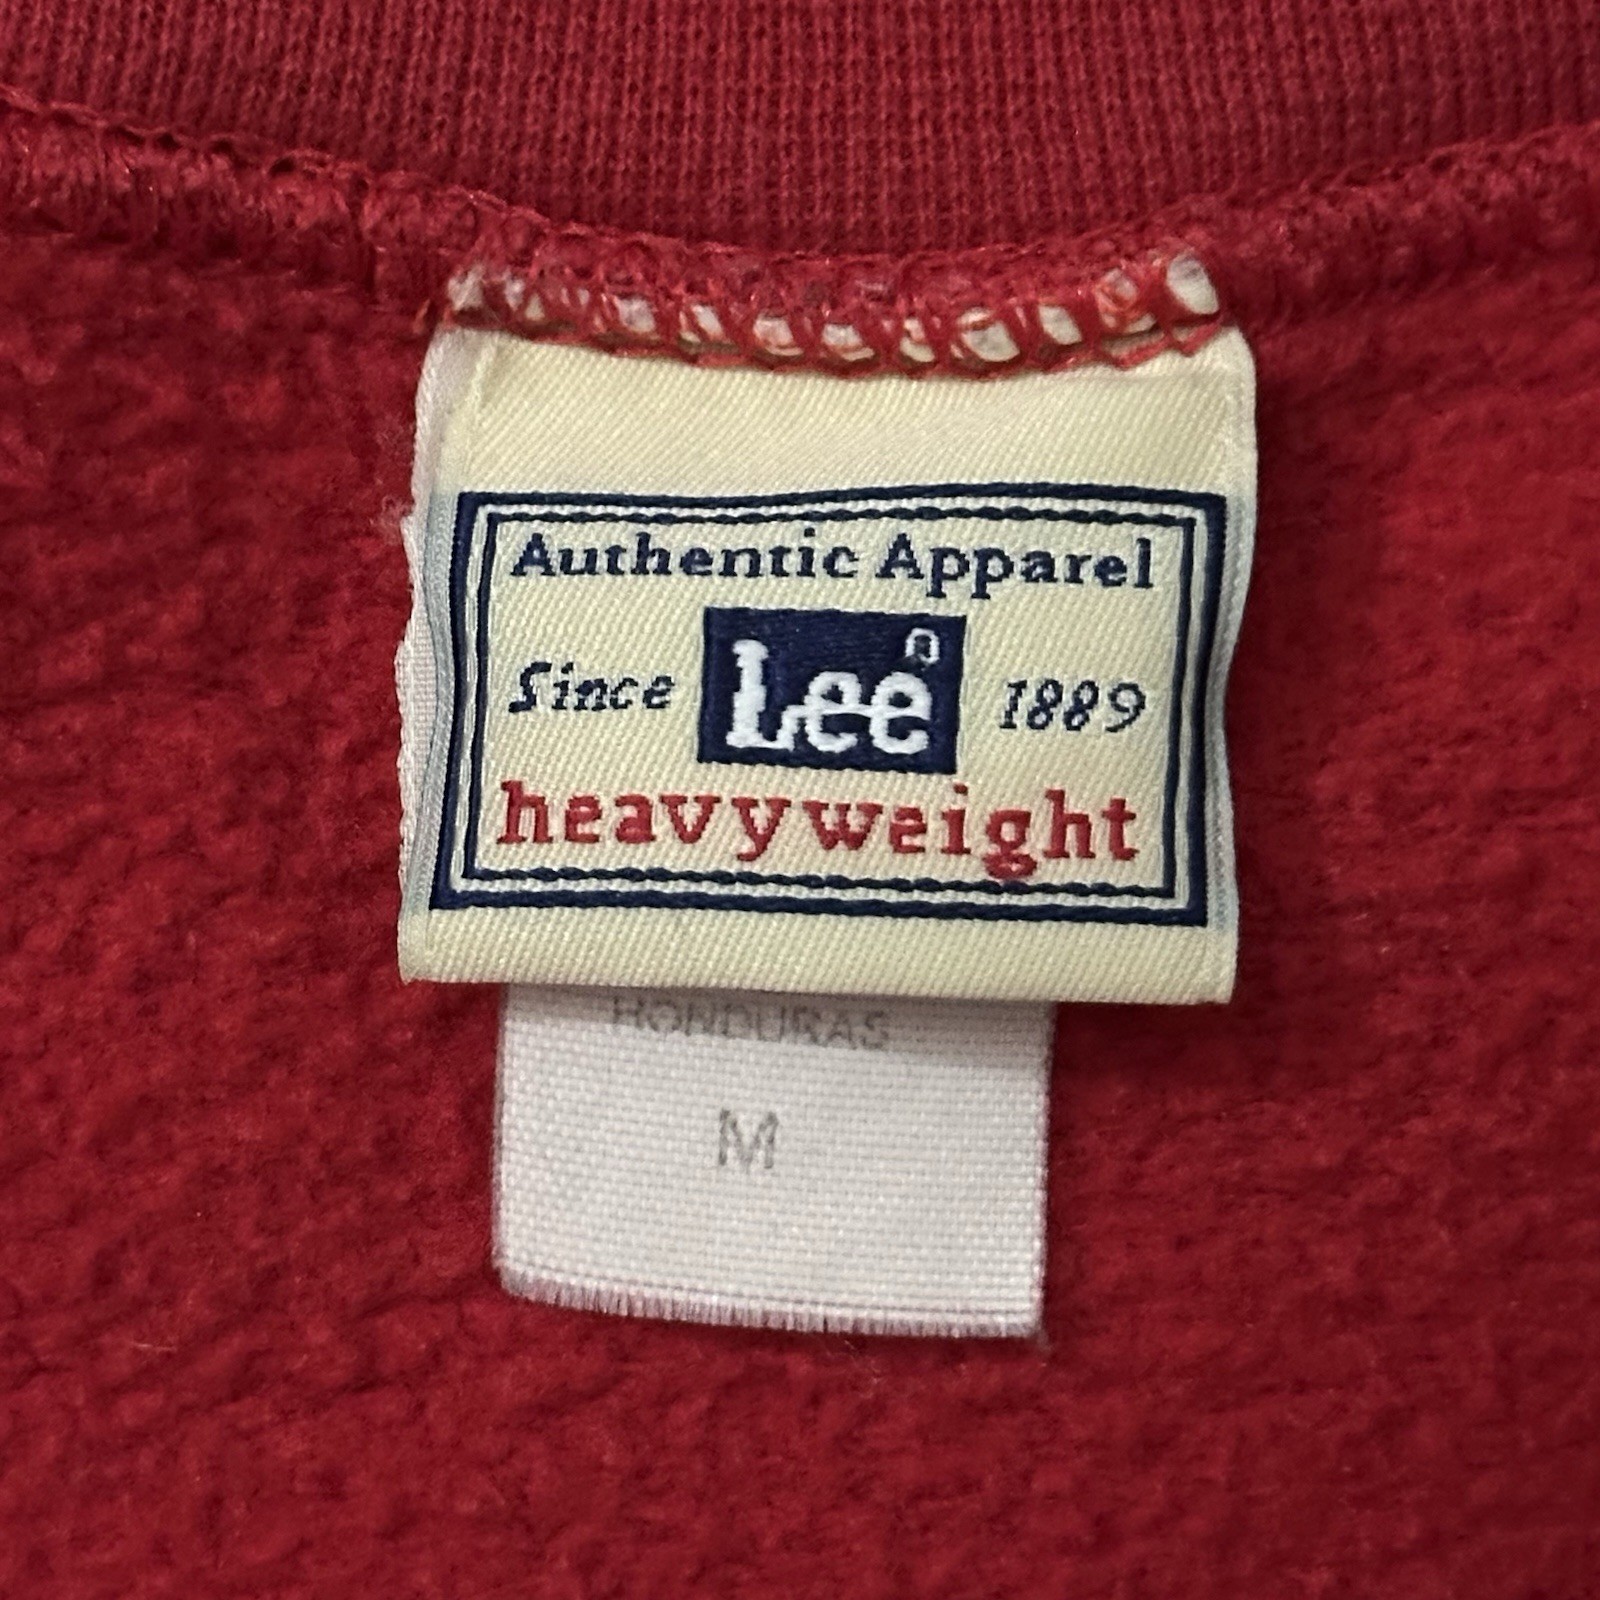 Authentic Apparel
Since Lee® 1889
heavyweight
HONDURAS
M